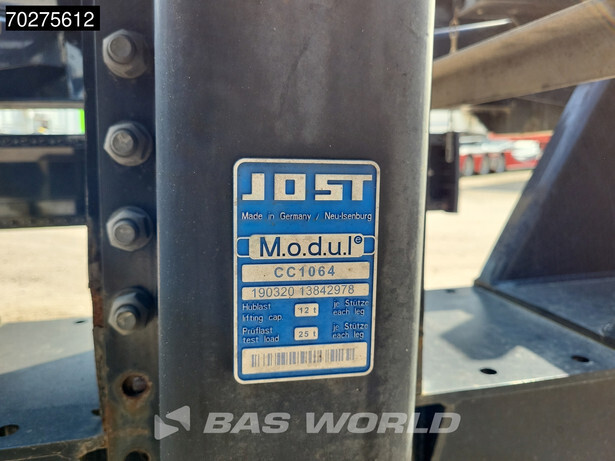 70275612
JOST
Made in Germany / Neu-Isenburg
M.o.d.u.l ©
CC1064
190320 13842978
Hublast lifting cap. 12 t je Stütze each leg
Prüflast test load 25 t je Stütze each leg
BAS WORLD